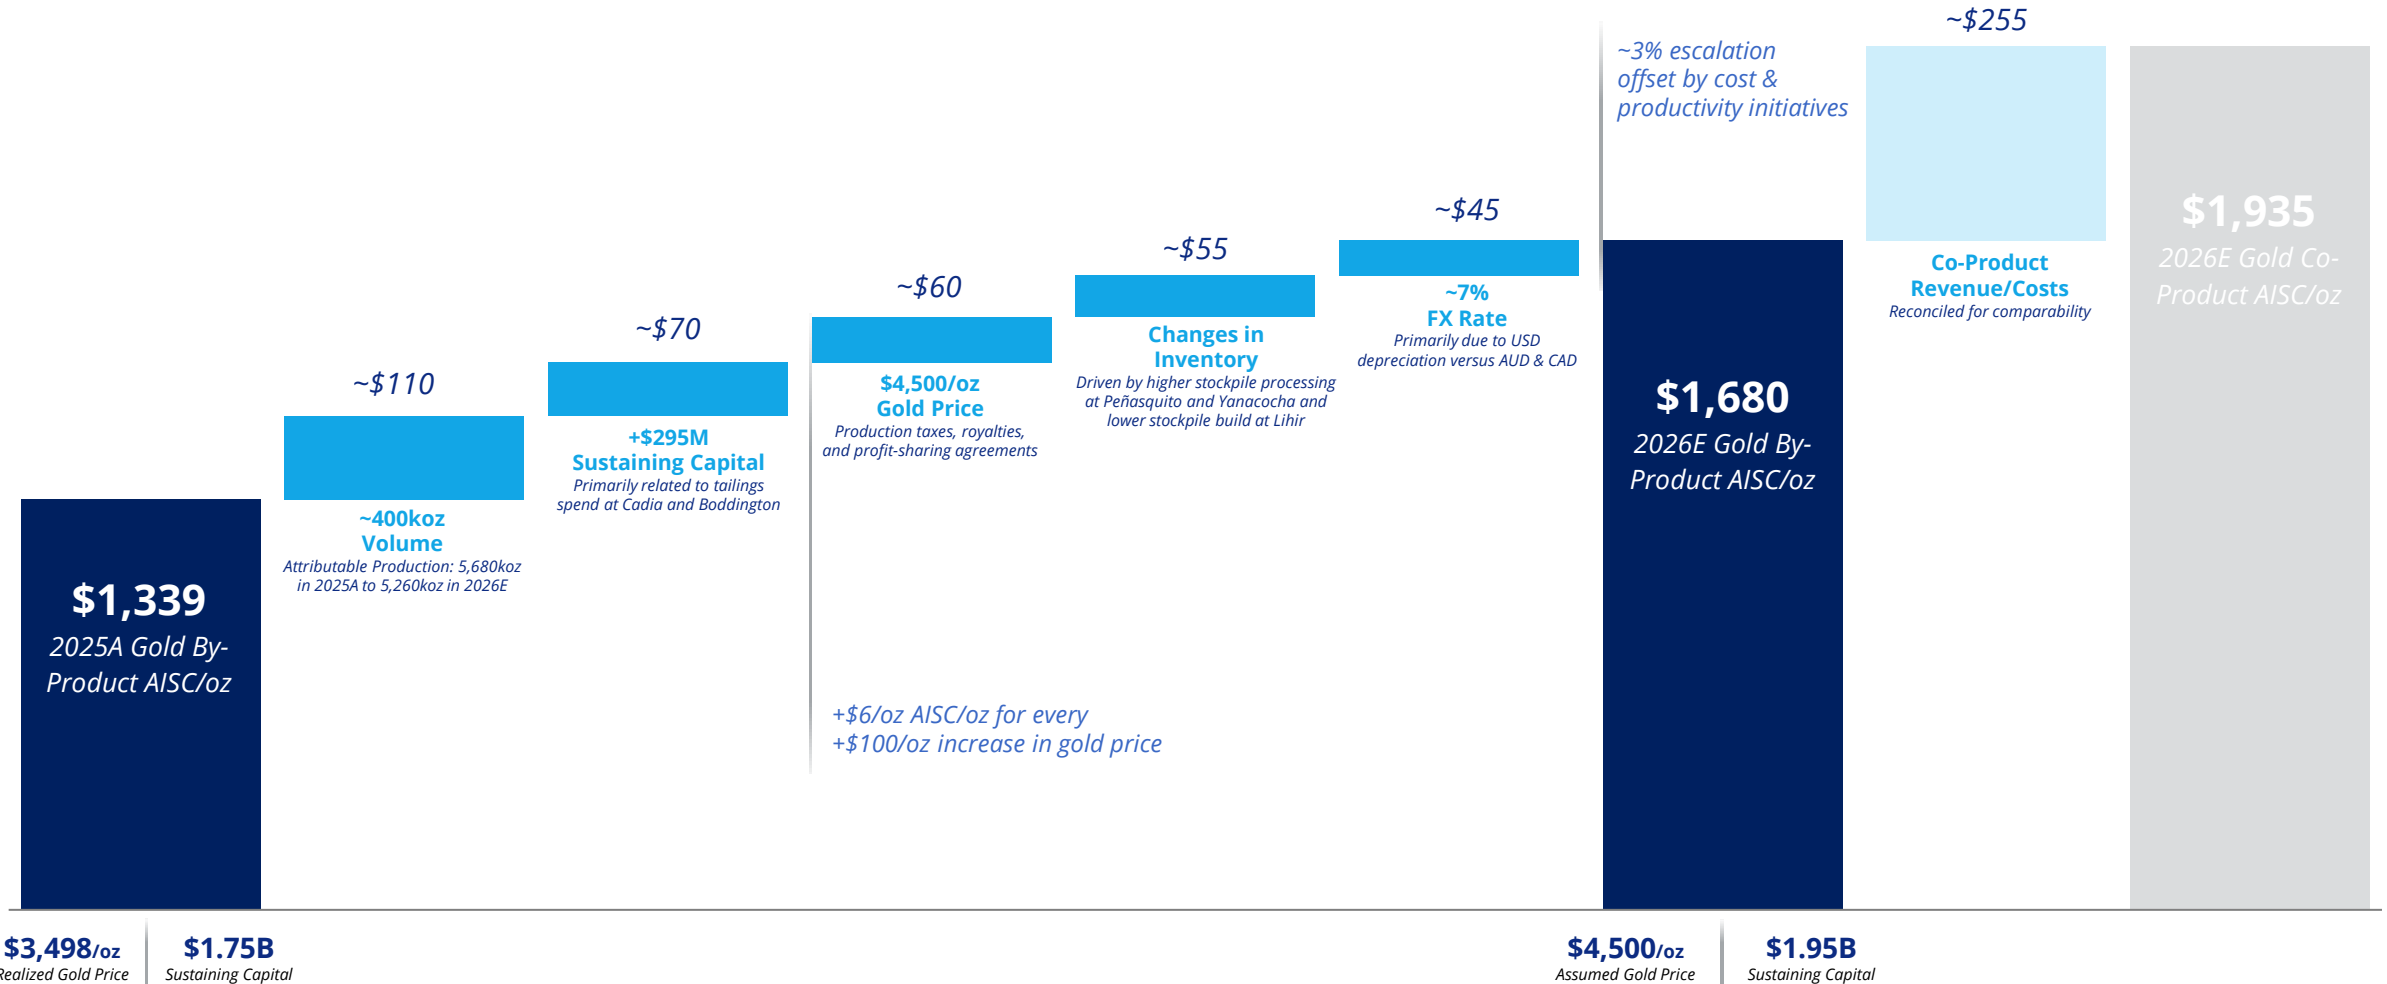 $1,339
2025A Gold By-
Product AISC/oz
~$110
~400koz
Volume
Attributable Production: 5,680koz
in 2025A to 5,260koz in 2026E
~$70
+$295M
Sustaining Capital
Primarily related to tailings
spend at Cadia and Boddington
~$60
$4,500/oz
Gold Price
Production taxes, royalties,
and profit-sharing agreements
+$6/oz AISC/oz for every
+$100/oz increase in gold price
~$55
Changes in
Inventory
Driven by higher stockpile processing
at Peñasquito and Yanacocha and
lower stockpile build at Lihir
~$45
~7%
FX Rate
Primarily due to USD
depreciation versus AUD & CAD
~3% escalation
offset by cost &
productivity initiatives
$1,680
2026E Gold By-
Product AISC/oz
~$255
Co-Product
Revenue/Costs
Reconciled for comparability
$1,935
2026E Gold Co-
Product AISC/oz
$3,498/oz
Realized Gold Price
$1.75B
Sustaining Capital
$4,500/oz
Assumed Gold Price
$1.95B
Sustaining Capital